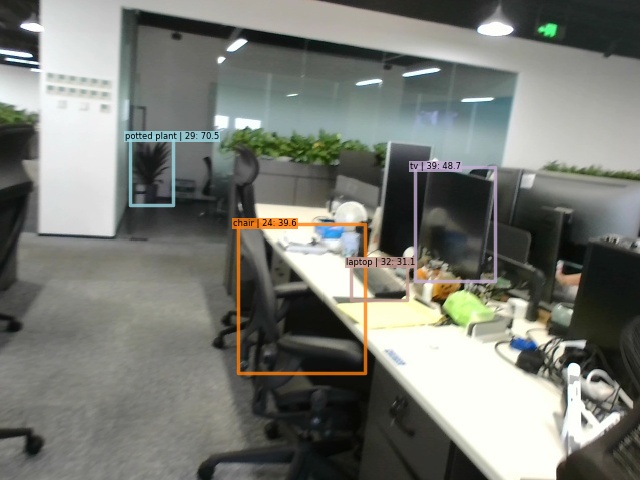 potted plant | 29: 70.5
tv | 39: 48.7
chair | 24: 39.6
laptop | 32: 31.1